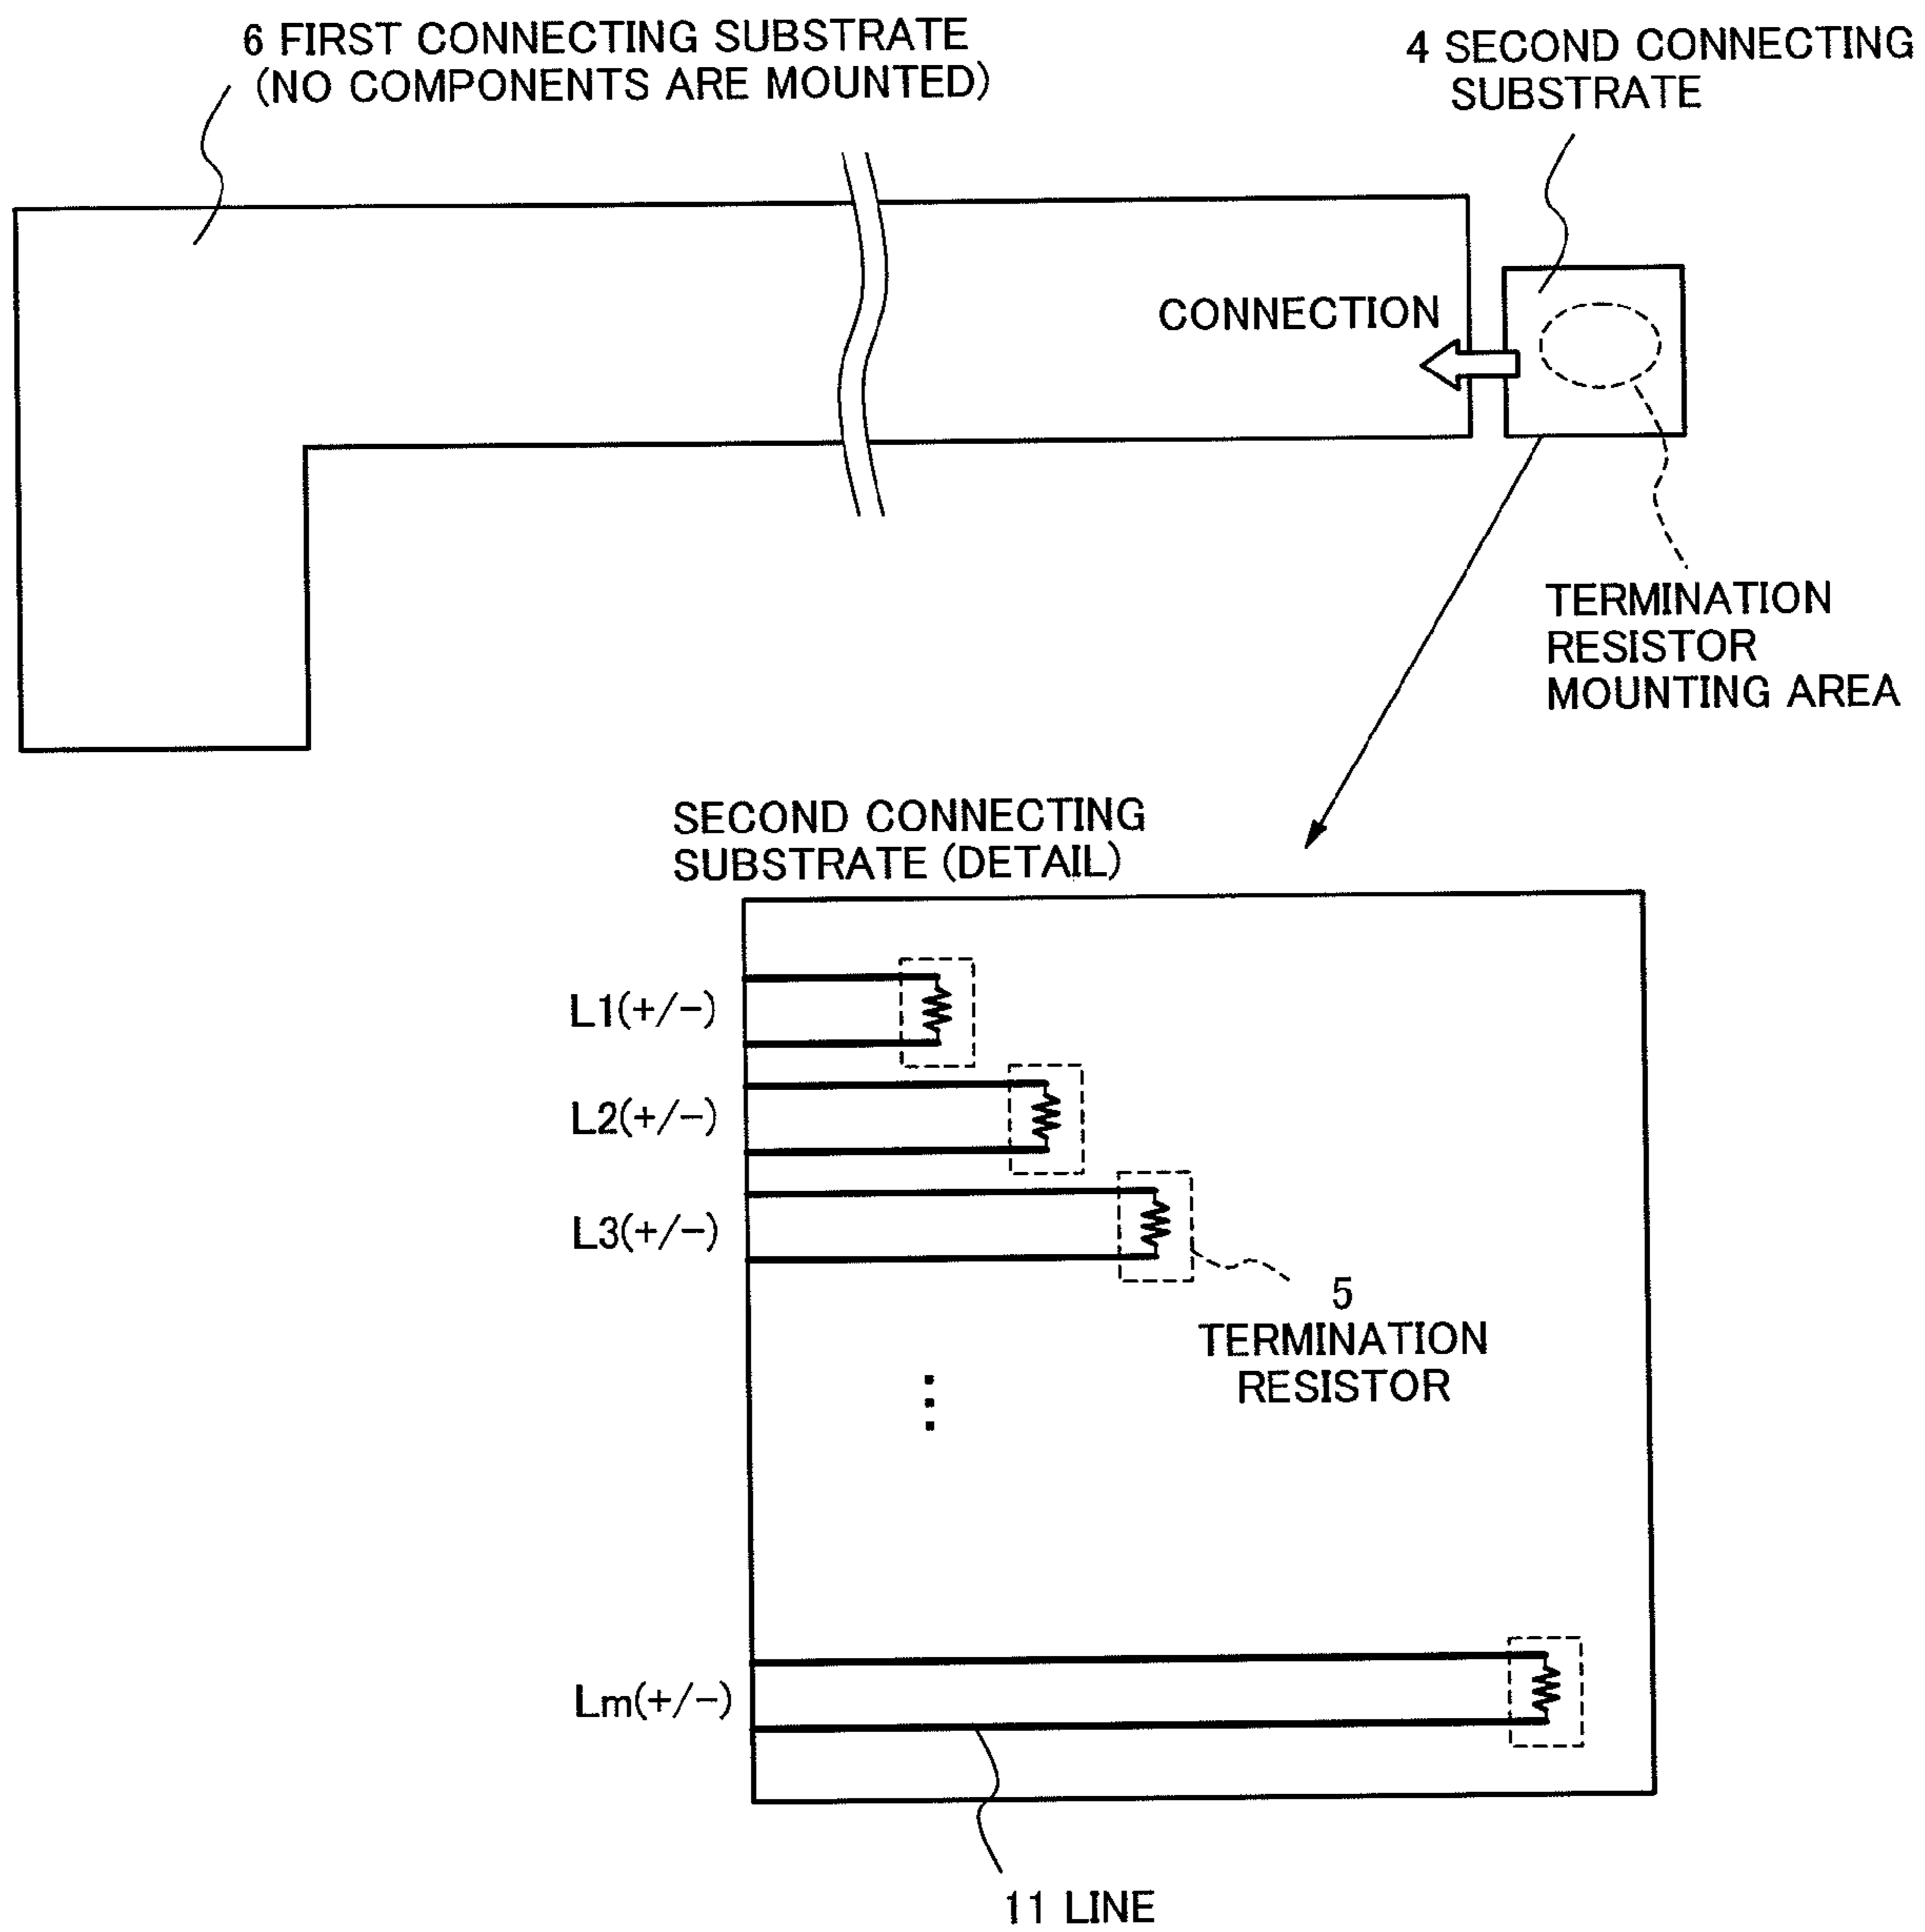 6 FIRST CONNECTING SUBSTRATE
(NO COMPONENTS ARE MOUNTED)
4 SECOND CONNECTING
SUBSTRATE
CONNECTION
TERMINATION
RESISTOR
MOUNTING AREA
SECOND CONNECTING
SUBSTRATE (DETAIL)
L1(+/−)
L2(+/−)
L3(+/−)
5
TERMINATION
RESISTOR
Lm(+/−)
11 LINE